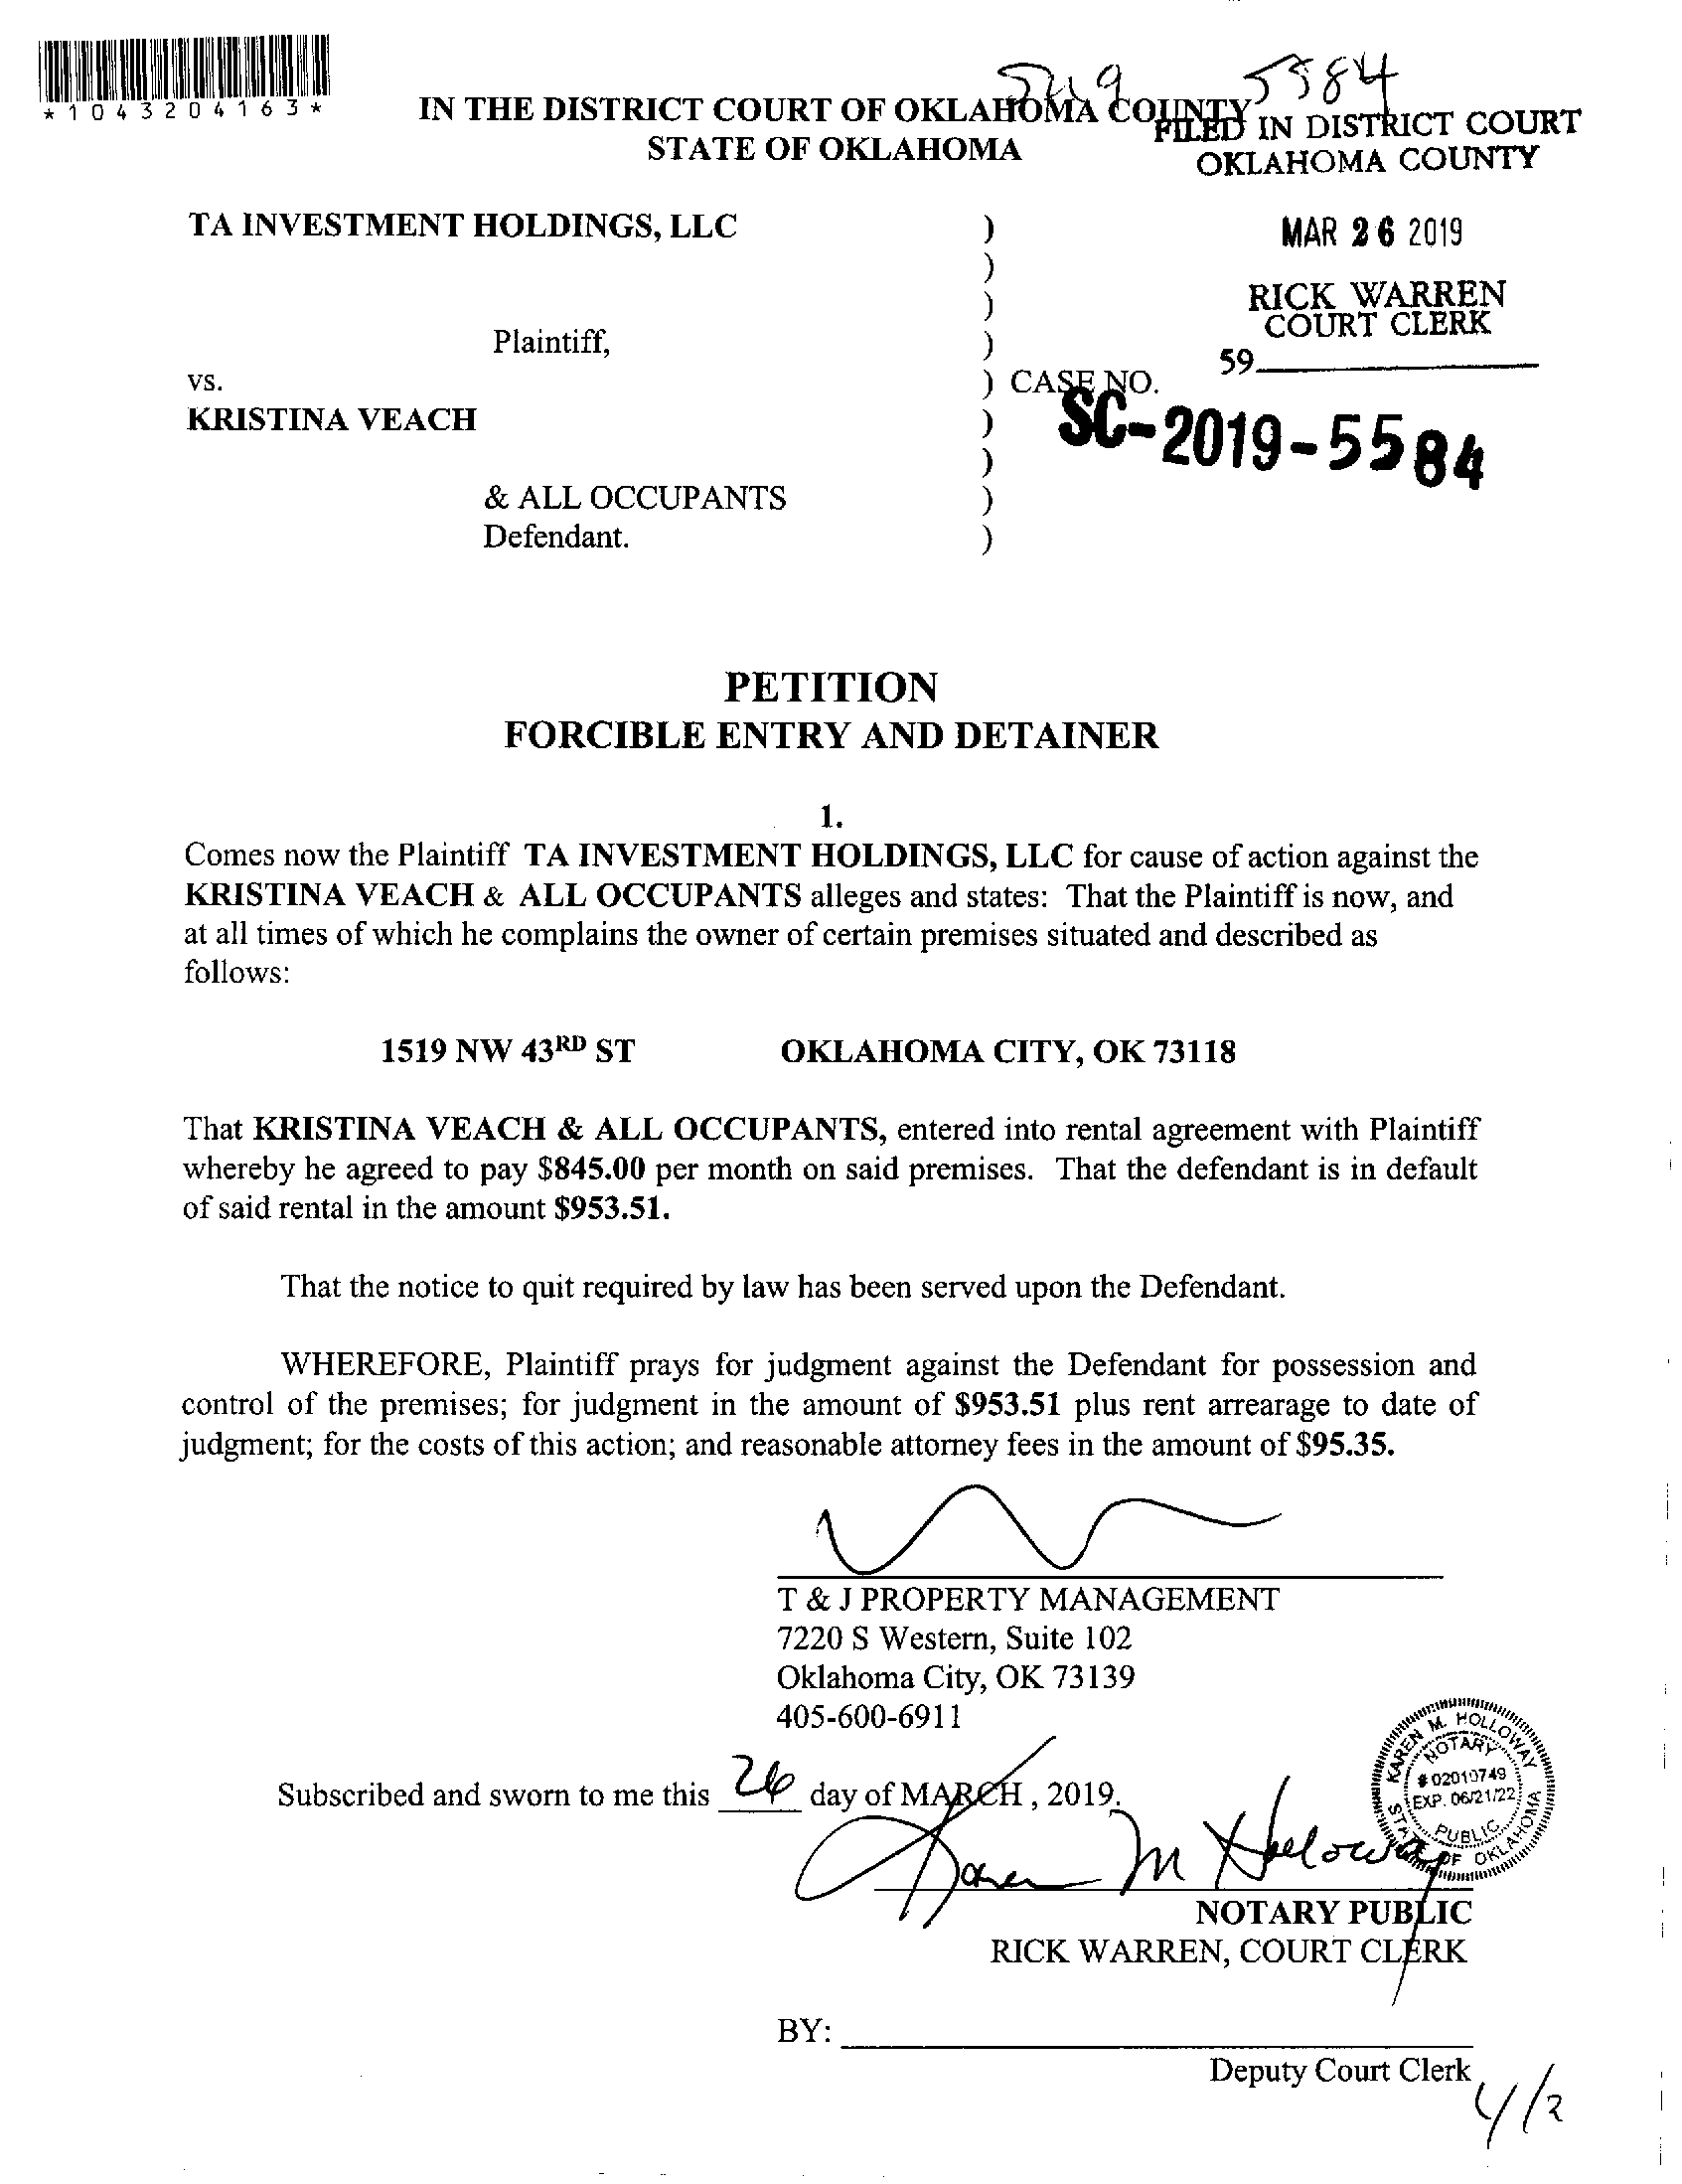 *1043204163*
5584
IN THE DISTRICT COURT OF OKLAHOMA COUNTY
STATE OF OKLAHOMA
FILED IN DISTRICT COURT
OKLAHOMA COUNTY
MAR 26 2019
RICK WARREN
COURT CLERK
59
TA INVESTMENT HOLDINGS, LLC )
)
)
Plaintiff, )
vs. ) CASE NO.
SC-2019-5584
KRISTINA VEACH )
)
& ALL OCCUPANTS )
Defendant. )
PETITION
FORCIBLE ENTRY AND DETAINER
1.
Comes now the Plaintiff TA INVESTMENT HOLDINGS, LLC for cause of action against the
KRISTINA VEACH & ALL OCCUPANTS alleges and states: That the Plaintiff is now, and
at all times of which he complains the owner of certain premises situated and described as
follows:
1519 NW 43RD ST OKLAHOMA CITY, OK 73118
That KRISTINA VEACH & ALL OCCUPANTS, entered into rental agreement with Plaintiff
whereby he agreed to pay $845.00 per month on said premises. That the defendant is in default
of said rental in the amount $953.51.
That the notice to quit required by law has been served upon the Defendant.
WHEREFORE, Plaintiff prays for judgment against the Defendant for possession and
control of the premises; for judgment in the amount of $953.51 plus rent arrearage to date of
judgment; for the costs of this action; and reasonable attorney fees in the amount of $95.35.
T & J PROPERTY MANAGEMENT
7220 S Western, Suite 102
Oklahoma City, OK 73139
405-600-6911
Subscribed and sworn to me this 26 day of MARCH, 2019.
Karen M Holloway
KAREN M. HOLLOWAY
NOTARY
# 02010749
EXP. 06/21/22
PUBLIC
STATE OF OKLAHOMA
NOTARY PUBLIC
RICK WARREN, COURT CLERK
BY:
Deputy Court Clerk
4/2